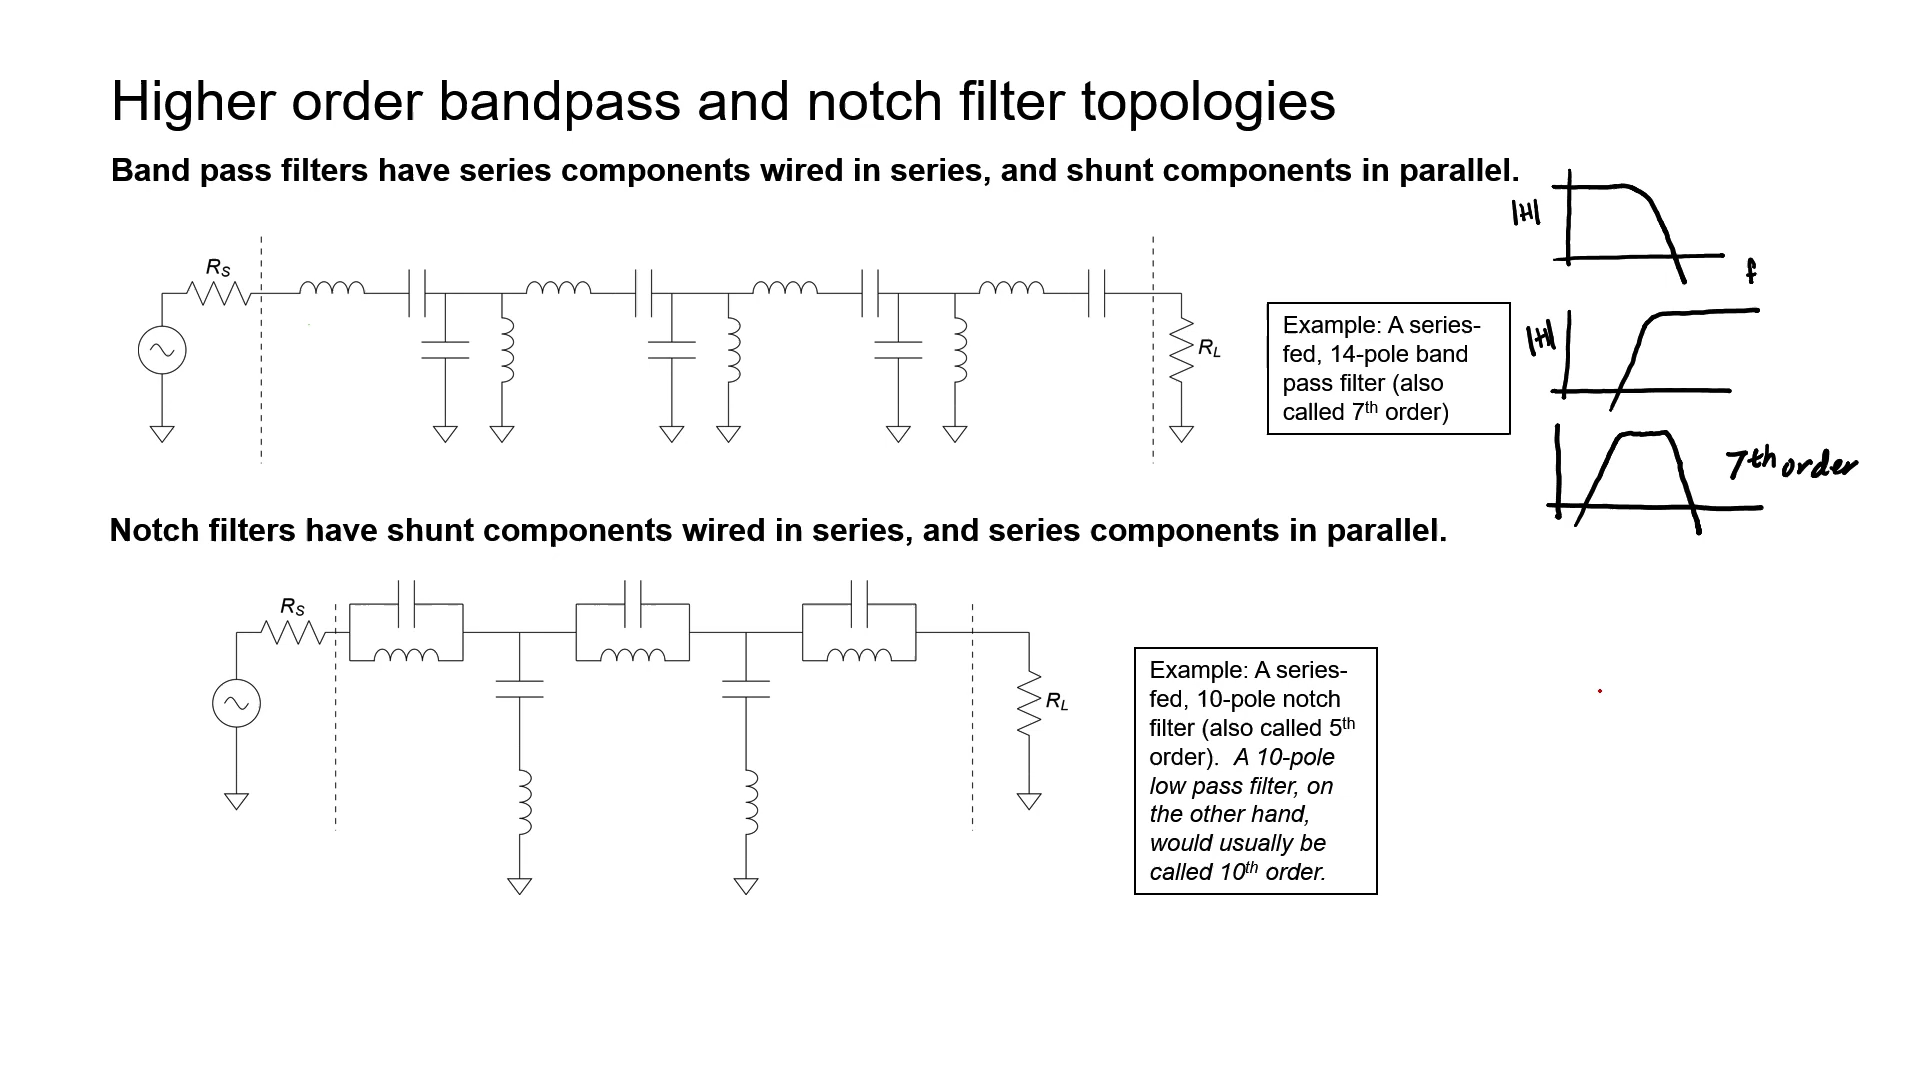 Higher order bandpass and notch filter topologies
Band pass filters have series components wired in series, and shunt components in parallel.
|H|
f
RS
RL
Example: A series-
fed, 14-pole band
pass filter (also
called 7th order)
|H|
7th order
Notch filters have shunt components wired in series, and series components in parallel.
RS
RL
Example: A series-
fed, 10-pole notch
filter (also called 5th
order). A 10-pole
low pass filter, on
the other hand,
would usually be
called 10th order.